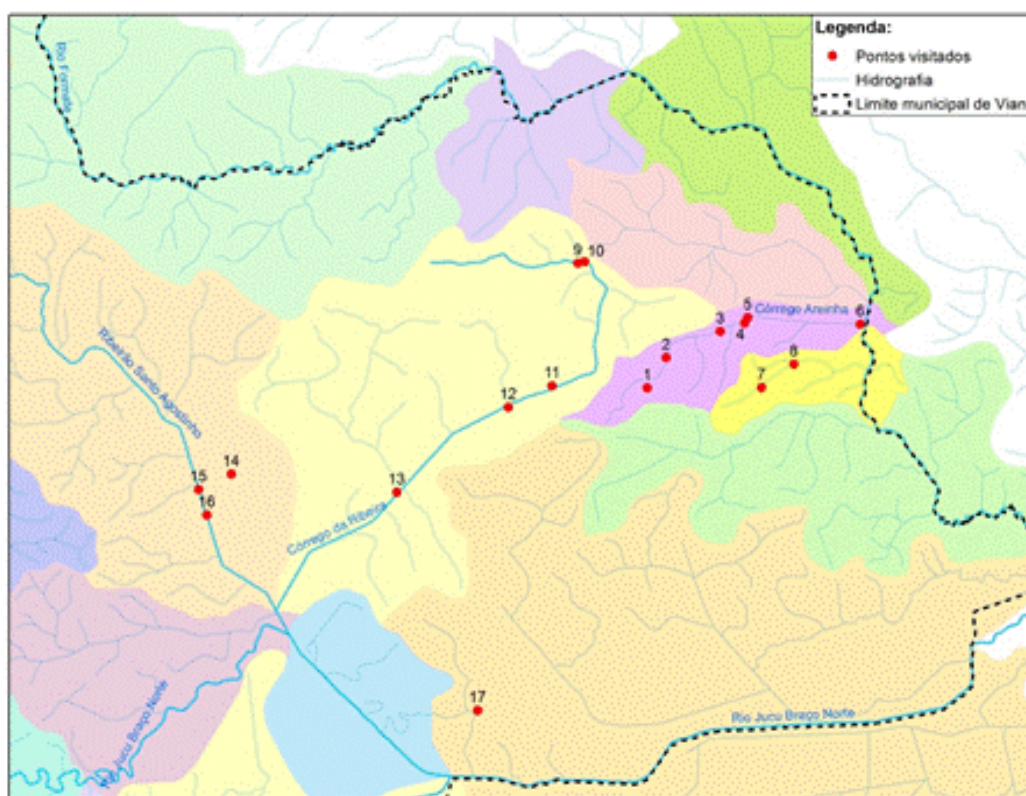 Legenda:
Pontos visitados
Hidrografia
Limite municipal de Vian
Rio Formate
9 10
5 Córrego Areinha 6
3
4
2
8
1
7
11
12
Ribeirão Santo Agostinho
14
15
13
16
Córrego da Ribeira
17
Rio Jucu Braço Norte
Rio Jucu Braço Norte